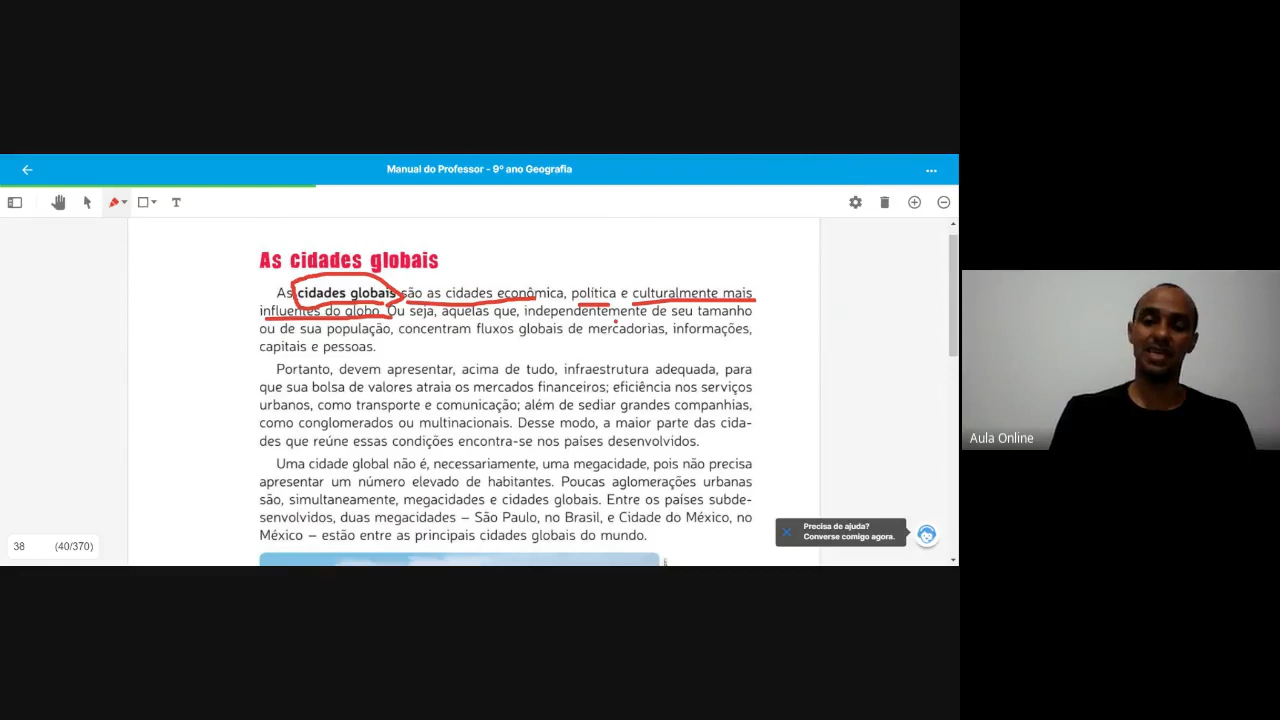 Manual do Professor - 9º ano Geografia
As cidades globais
As cidades globais são as cidades econômica, política e culturalmente mais
influentes do globo. Ou seja, aquelas que, independentemente de seu tamanho
ou de sua população, concentram fluxos globais de mercadorias, informações,
capitais e pessoas.
Portanto, devem apresentar, acima de tudo, infraestrutura adequada, para
que sua bolsa de valores atraia os mercados financeiros; eficiência nos serviços
urbanos, como transporte e comunicação; além de sediar grandes companhias,
como conglomerados ou multinacionais. Desse modo, a maior parte das cida-
des que reúne essas condições encontra-se nos países desenvolvidos.
Uma cidade global não é, necessariamente, uma megacidade, pois não precisa
apresentar um número elevado de habitantes. Poucas aglomerações urbanas
são, simultaneamente, megacidades e cidades globais. Entre os países subde-
senvolvidos, duas megacidades – São Paulo, no Brasil, e Cidade do México, no
México – estão entre as principais cidades globais do mundo.
38 (40/370)
Precisa de ajuda?
Converse comigo agora.
Aula Online